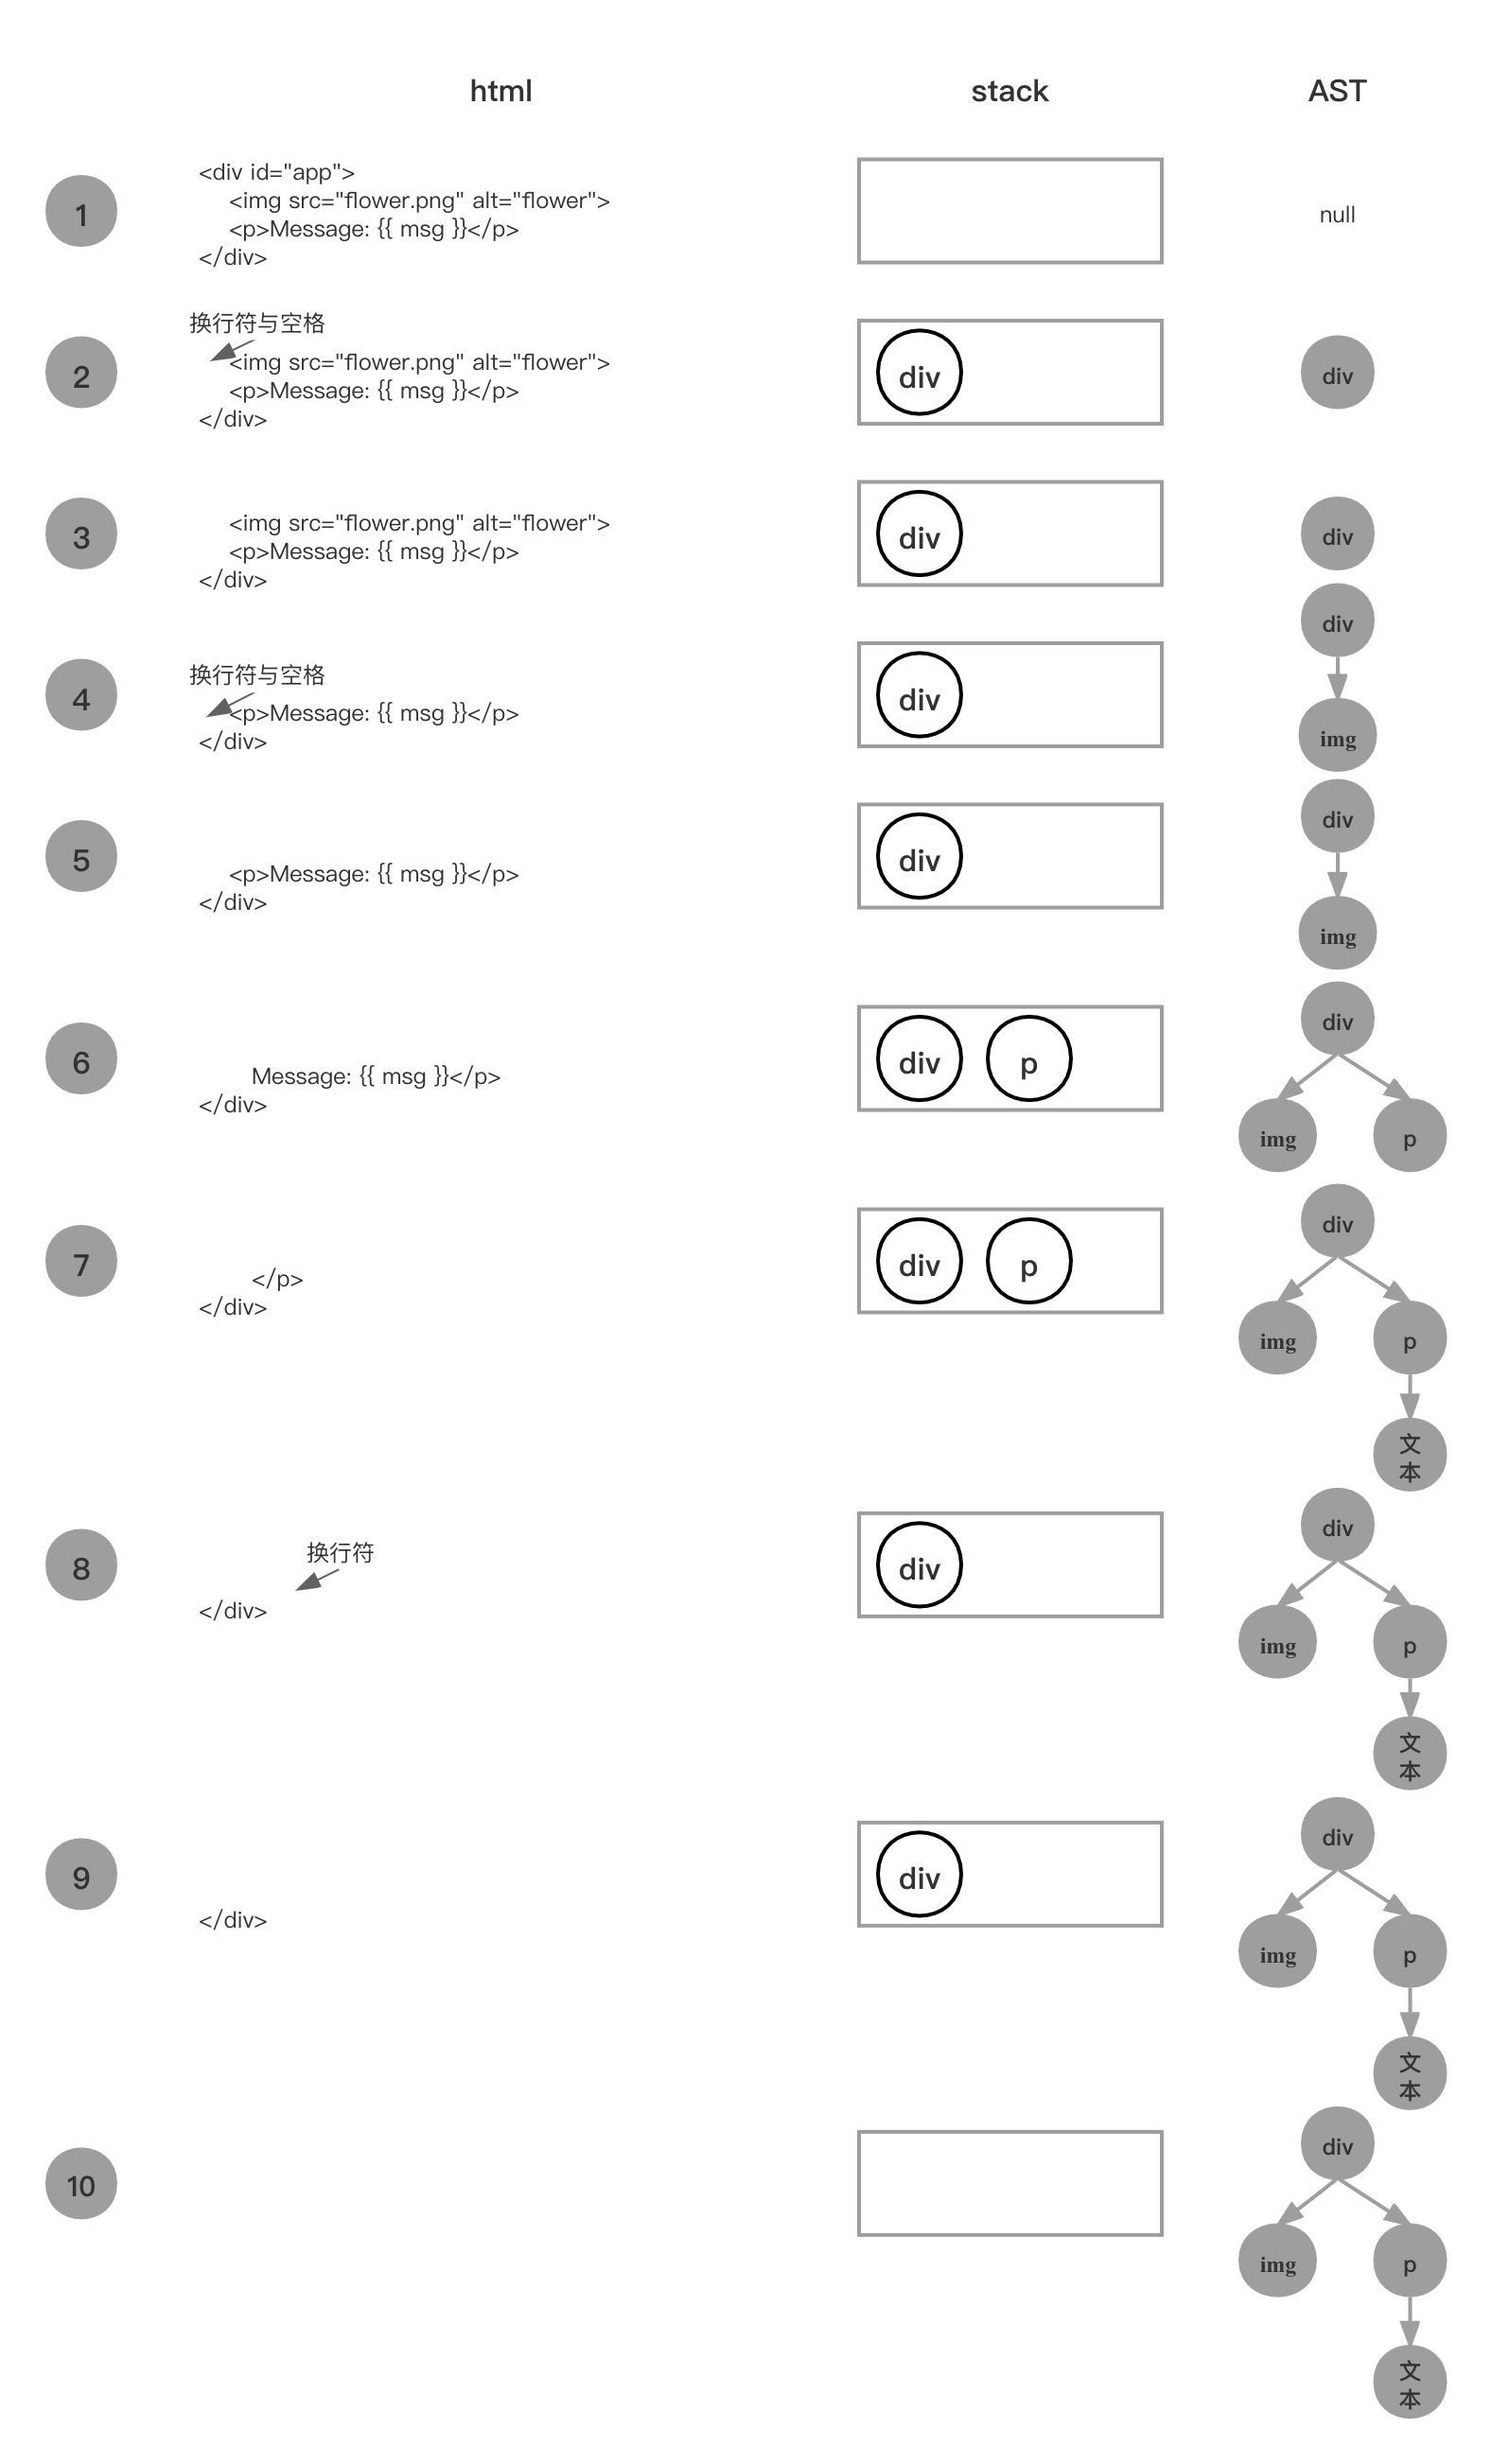 html stack AST
1
<div id="app">
<img src="flower.png" alt="flower">
<p>Message: {{ msg }}</p>
</div>
null
2
换行符与空格
<img src="flower.png" alt="flower">
<p>Message: {{ msg }}</p>
</div>
div
div
3
<img src="flower.png" alt="flower">
<p>Message: {{ msg }}</p>
</div>
div
div
4
换行符与空格
<p>Message: {{ msg }}</p>
</div>
div
div
img
5
<p>Message: {{ msg }}</p>
</div>
div
div
img
6
Message: {{ msg }}</p>
</div>
div p
div
img p
7
</p>
</div>
div p
div
img p
文
本
8
换行符
</div>
div
div
img p
文
本
9
</div>
div
div
img p
文
本
10
div
img p
文
本